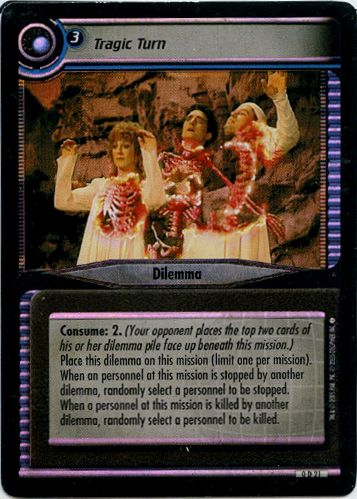 3
Tragic Turn
Dilemma
Consume: 2. (Your opponent places the top two cards of
his or her dilemma pile face up beneath this mission.)
Place this dilemma on this mission (limit one per mission).
When an personnel at this mission is stopped by another
dilemma, randomly select a personnel to be stopped.
When a personnel at this mission is killed by another
dilemma, randomly select a personnel to be killed.
0 D 21